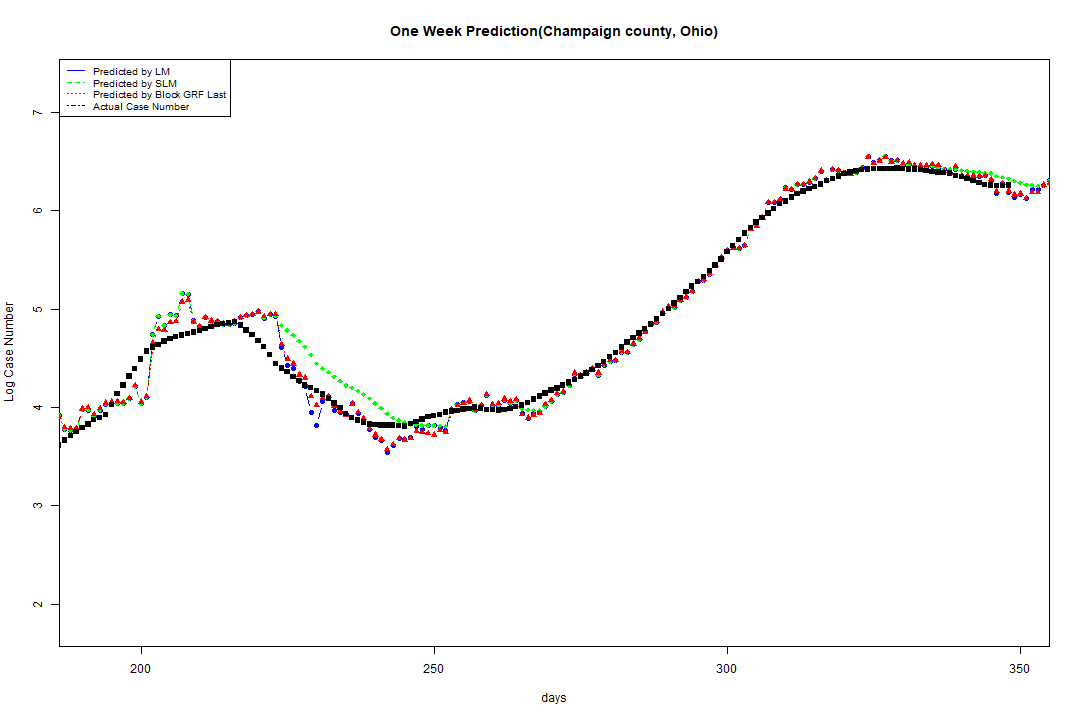 One Week Prediction(Champaign county, Ohio)
Predicted by LM
Predicted by SLM
Predicted by Block GRF Last
Actual Case Number
7
6
5
4
3
2
Log Case Number
200
250
300
350
days